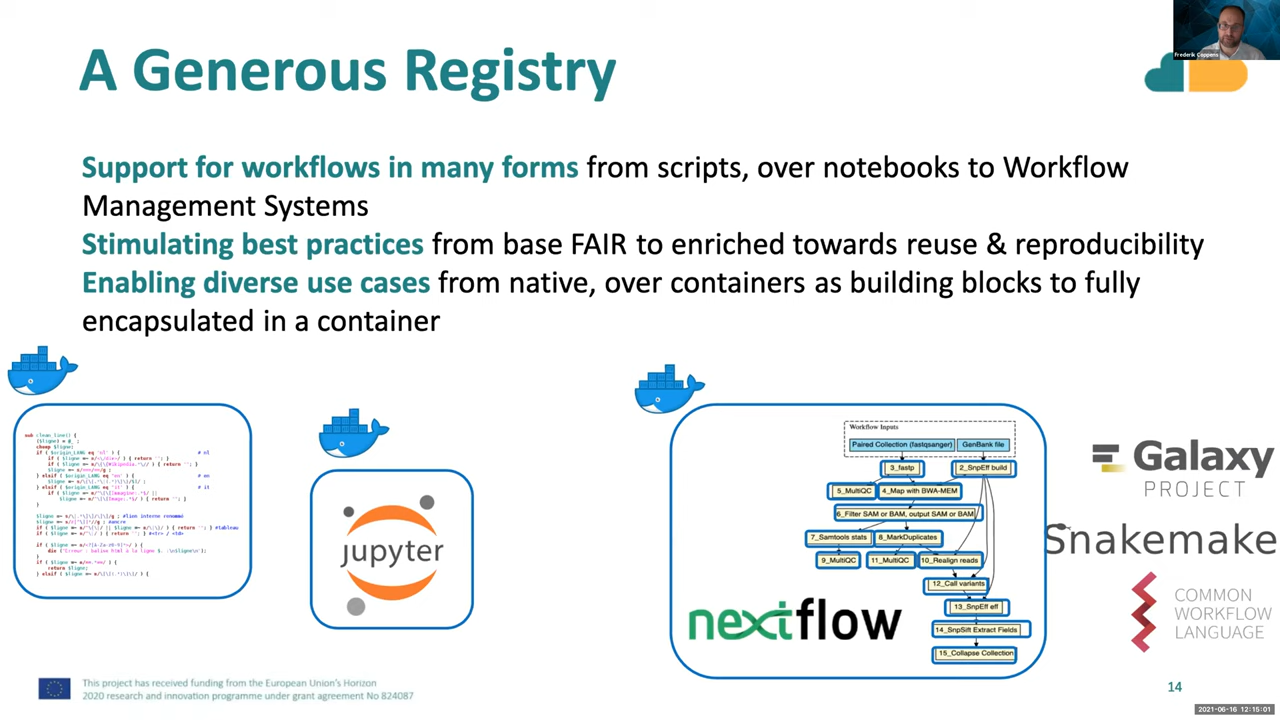 Frederik Coppens
A Generous Registry
Support for workflows in many forms from scripts, over notebooks to Workflow
Management Systems
Stimulating best practices from base FAIR to enriched towards reuse & reproducibility
Enabling diverse use cases from native, over containers as building blocks to fully
encapsulated in a container
jupyter
Workflow Inputs
Paired Collection (fastqsanger)
GenBank file
3_fastp
2_SnpEff build
5_MultiQC
4_Map with BWA-MEM
6_Filter SAM or BAM, output SAM or BAM
7_Samtools stats
8_MarkDuplicates
9_MultiQC
11_MultiQC
10_Realign reads
12_Call variants
13_SnpEff eff
14_SnpSift Extract Fields
15_Collapse Collection
nextflow
Galaxy
PROJECT
Snakemake
COMMON
WORKFLOW
LANGUAGE
This project has received funding from the European Union's Horizon
2020 research and innovation programme under grant agreement No 824087
14
2021-06-16 12:15:01